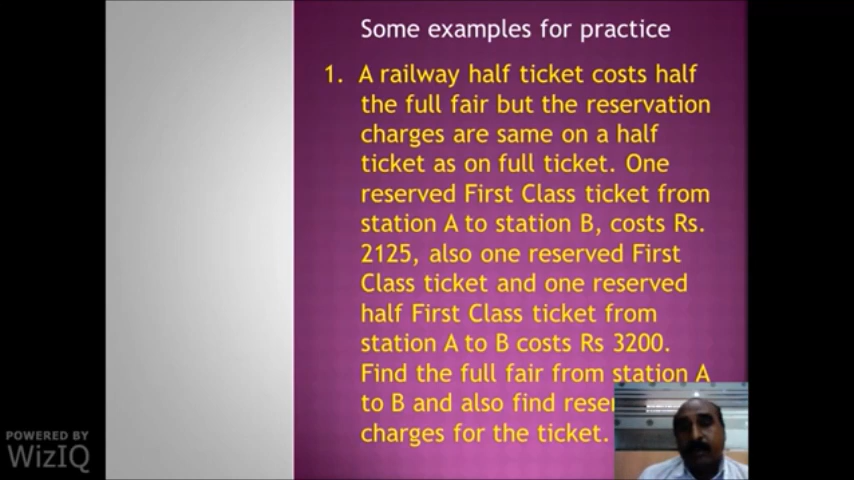 Some examples for practice
1. A railway half ticket costs half
the full fair but the reservation
charges are same on a half
ticket as on full ticket. One
reserved First Class ticket from
station A to station B, costs Rs.
2125, also one reserved First
Class ticket and one reserved
half First Class ticket from
station A to B costs Rs 3200.
Find the full fair from station A
to B and also find
charges for the ticket.
POWERED BY
WizIQ